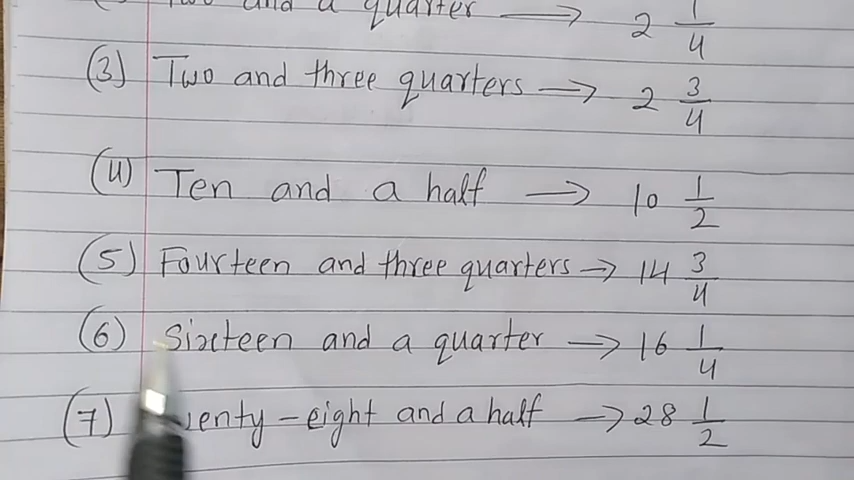 and a quarter → 2 1/4
(3) Two and three quarters → 2 3/4
(4) Ten and a half → 10 1/2
(5) Fourteen and three quarters → 14 3/4
(6) Sixteen and a quarter → 16 1/4
(7) Twenty-eight and a half → 28 1/2